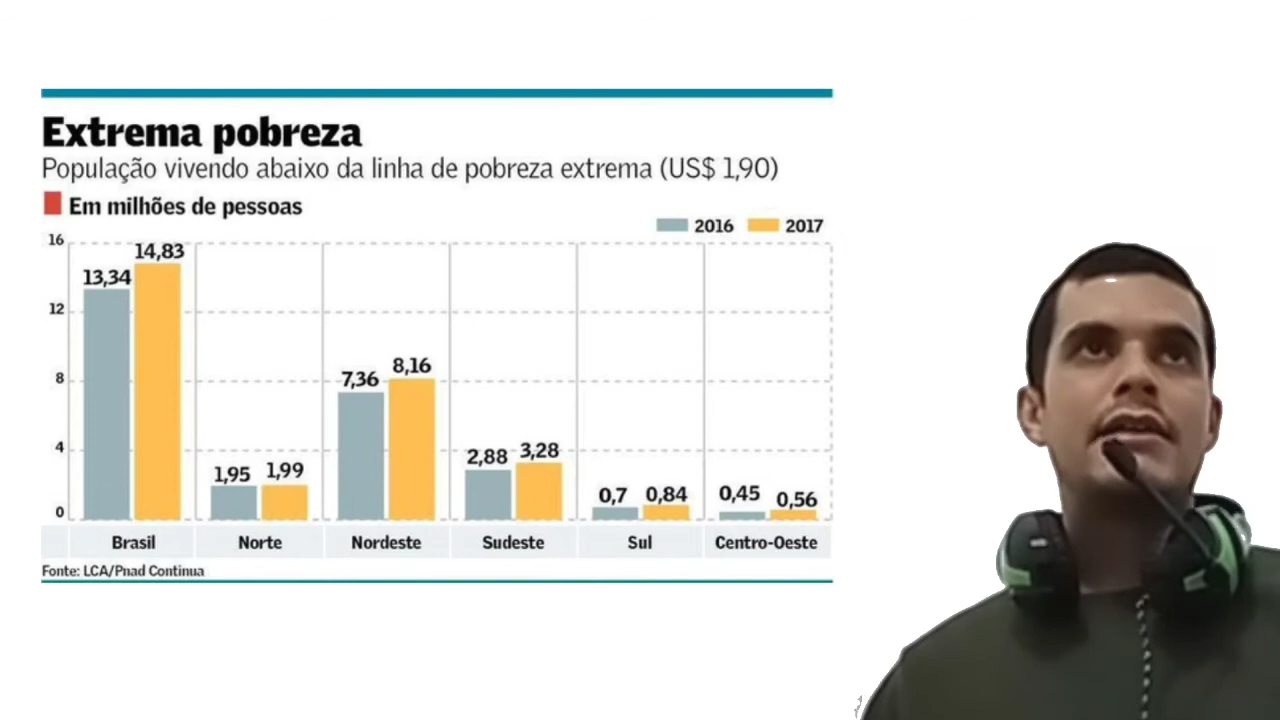 Extrema pobreza
População vivendo abaixo da linha de pobreza extrema (US$ 1,90)
Em milhões de pessoas
2016 2017
16
12
8
4
0
13,34 14,83
1,95 1,99
7,36 8,16
2,88 3,28
0,7 0,84
0,45 0,56
Brasil Norte Nordeste Sudeste Sul Centro-Oeste
Fonte: LCA/Pnad Continua